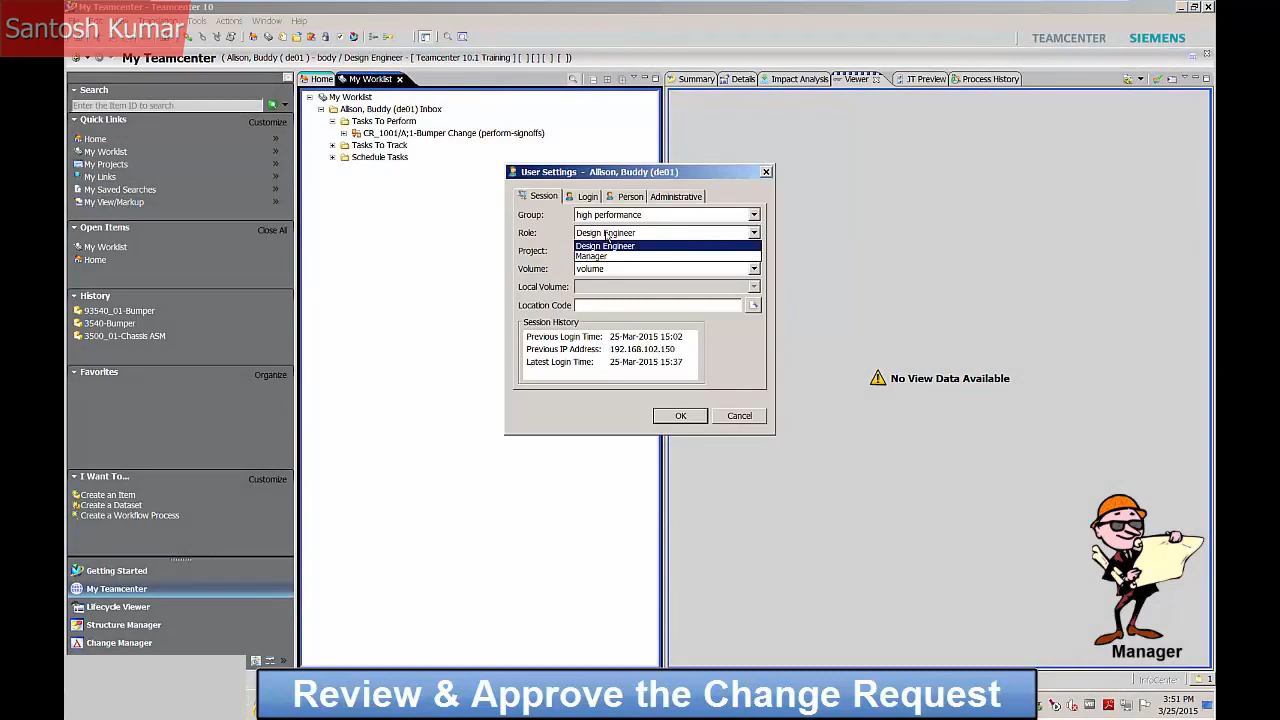 Santosh Kumar
My Teamcenter - Teamcenter 10
Tools Actions Window Help
TEAMCENTER SIEMENS
My Teamcenter ( Allison, Buddy (de01 ) - body / Design Engineer - [ Teamcenter 10.1 Training[ ][ ][ ] [ ]
Search
Enter the Item ID to search
Quick Links Customize
Home
My Worklist
My Projects
My Links
My Saved Searches
My View/Markup
Open Items Close All
My Worklist
Home
History
93540_01-Bumper
3540-Bumper
3500_01-Chassis ASM
Favorites Organize
I Want To... Customize
Create an Item
Create a Dataset
Create a Workflow Process
Getting Started
My Teamcenter
Lifecycle Viewer
Structure Manager
Change Manager
Home My Worklist
My Worklist
Allison, Buddy (de01) Inbox
Tasks To Perform
CR_1001/A;1-Bumper Change (perform-signoffs)
Tasks To Track
Schedule Tasks
User Settings - Allison, Buddy (de01)
Session Login Person Administrative
Group: high performance
Role: Design Engineer
Design Engineer
Project:
Manager
Volume: volume
Local Volume:
Location Code
Session History
Previous Login Time: 25-Mar-2015 15:02
Previous IP Address: 192.168.102.150
Latest Login Time: 25-Mar-2015 15:37
OK Cancel
Summary Details Impact Analysis Viewer JT Preview Process History
No View Data Available
Manager
InfoCenter 1
Review & Approve the Change Request
3:51 PM
3/25/2015